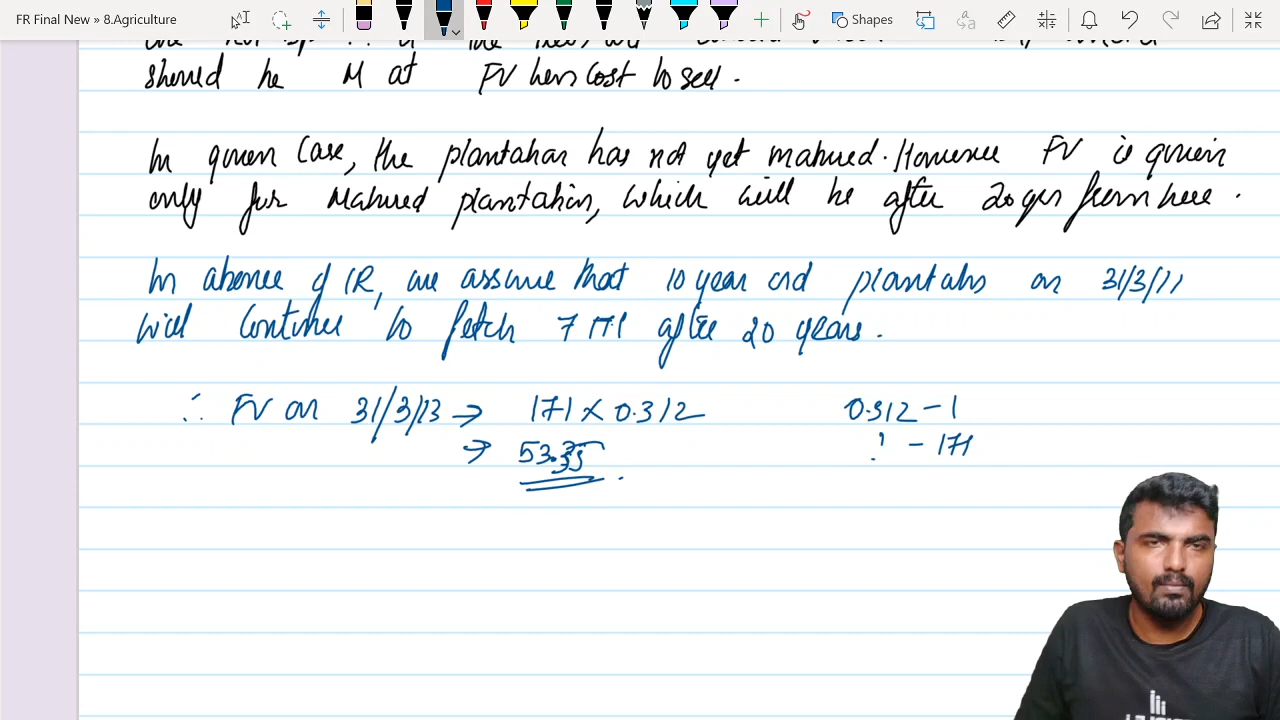 FR Final New » 8.Agriculture
Shapes
should be M at FV less Cost to sell.
In given Case, the plantation has not yet matured. However FV is given
only for Matured plantation, which will be after 20 yrs from here.
In absence of IR, we assume that 10 year old plantations on 31/3/11
will Continue to fetch 171 after 20 years.
∴ FV on 31/3/13 → 171 × 0.312
0.312 - 1
→ 53.35
? - 171